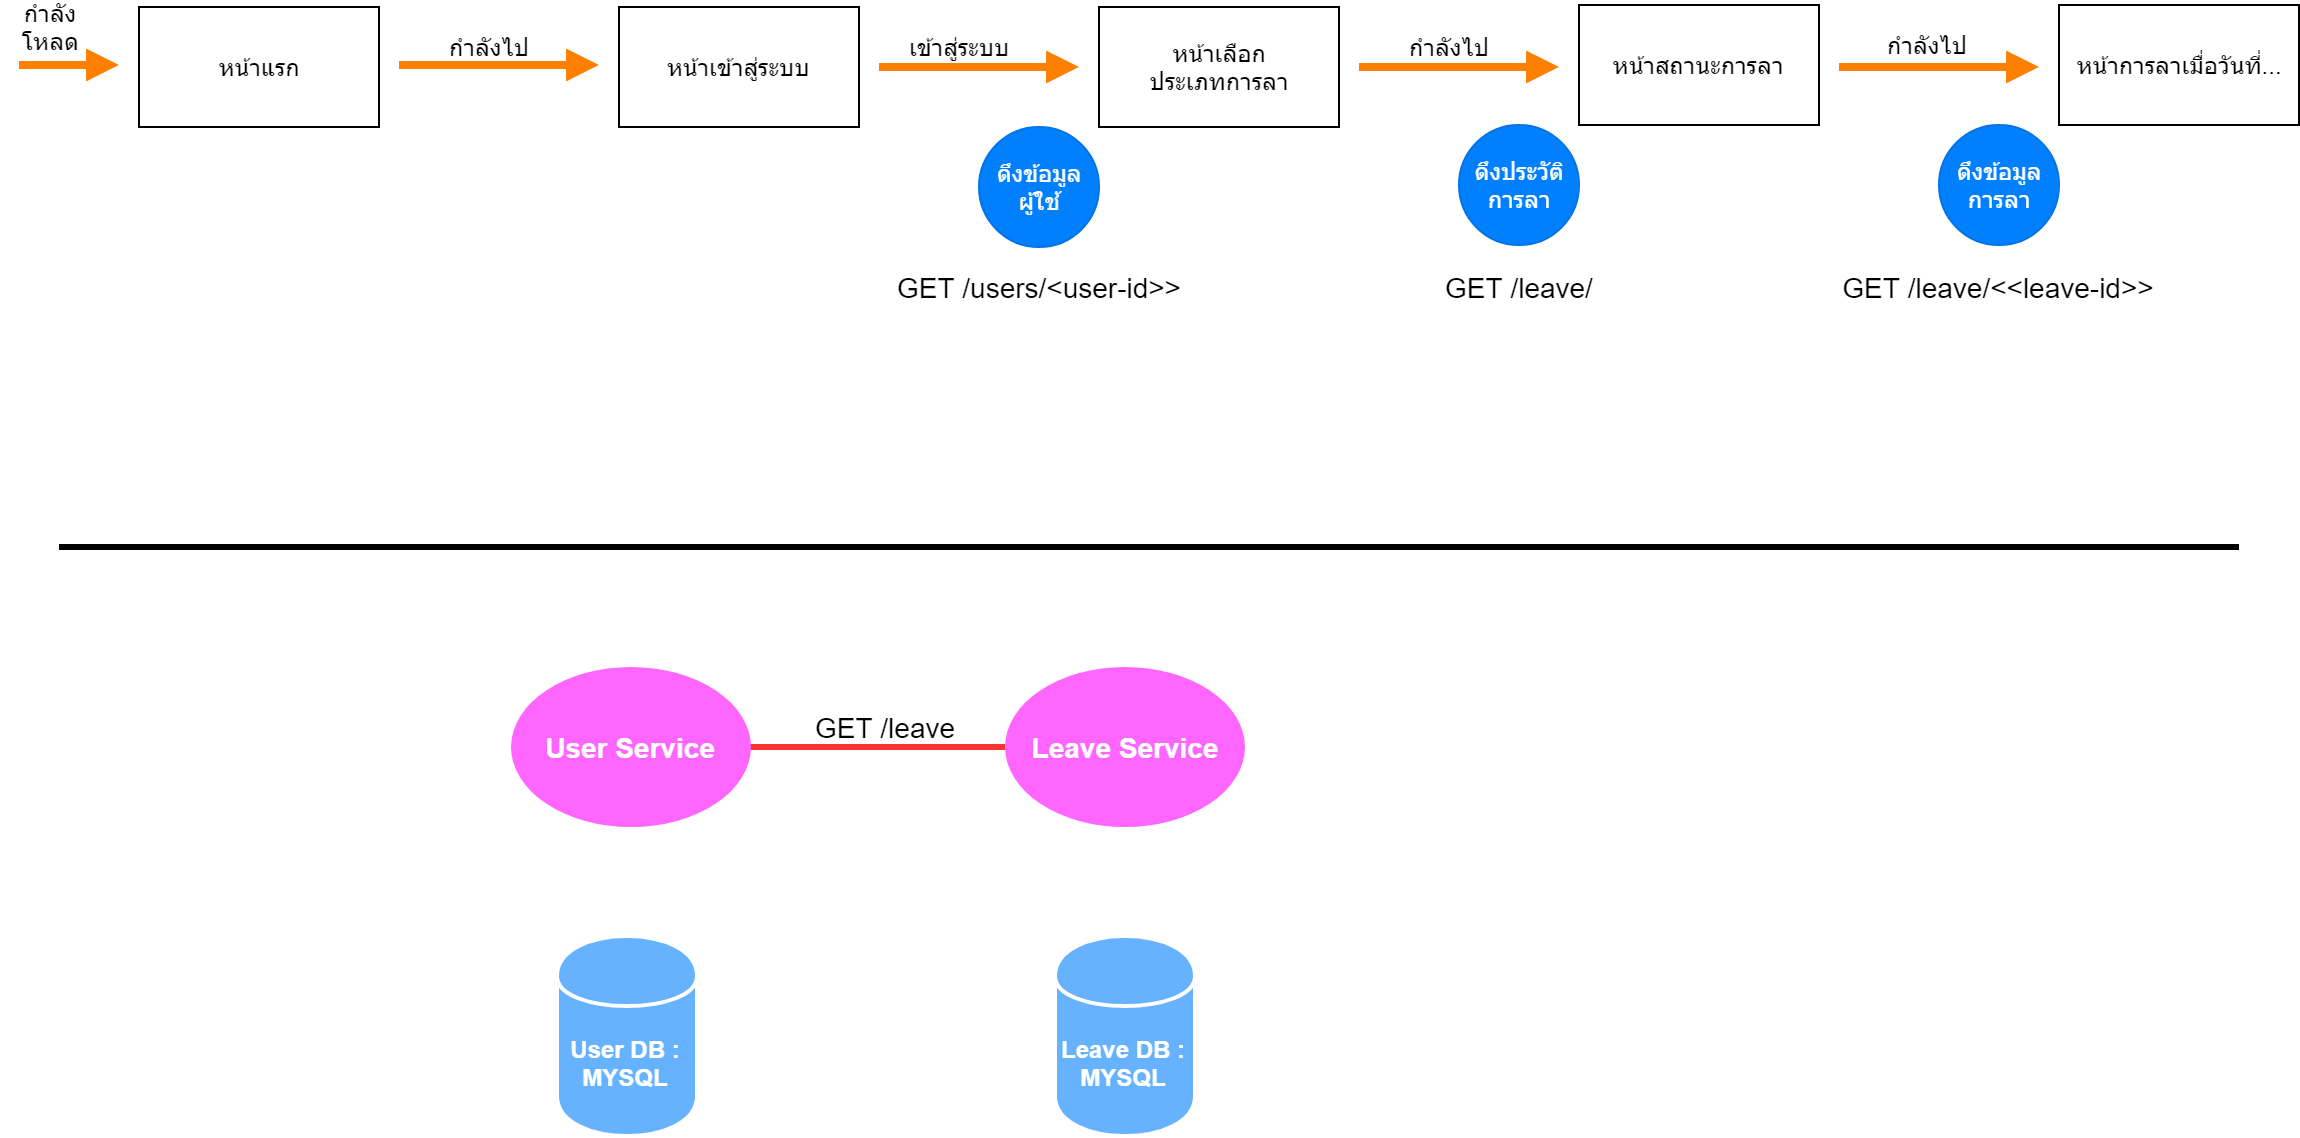 กำลัง
โหลด
หน้าแรก
กำลังไป
หน้าเข้าสู่ระบบ
เข้าสู่ระบบ
หน้าเลือก
ประเภทการลา
กำลังไป
หน้าสถานะการลา
กำลังไป
หน้าการลาเมื่อวันที่...
ดึงข้อมูล
ผู้ใช้
ดึงประวัติ
การลา
ดึงข้อมูล
การลา
GET /users/<user-id>>
GET /leave/
GET /leave/<<leave-id>>
User Service
GET /leave
Leave Service
User DB :
MYSQL
Leave DB :
MYSQL